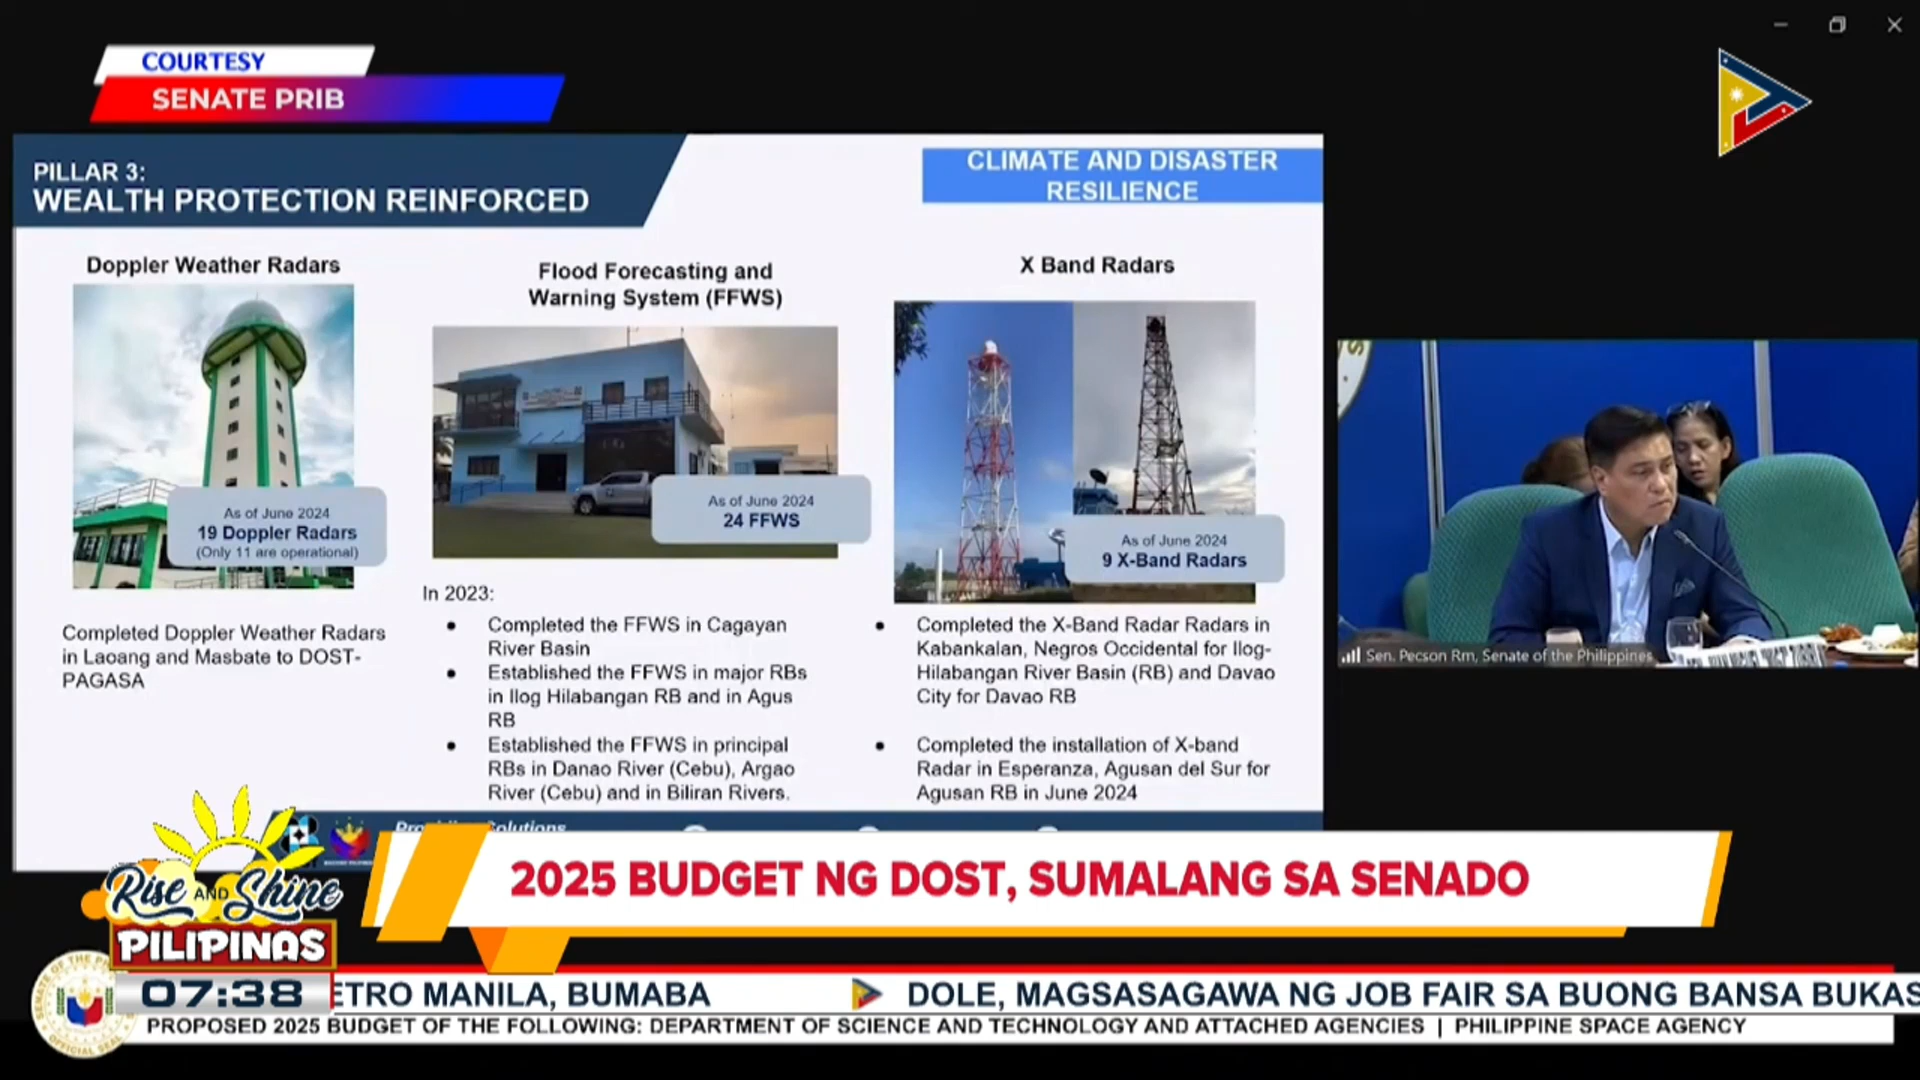 COURTESY
SENATE PRIB
PILLAR 3:
WEALTH PROTECTION REINFORCED
CLIMATE AND DISASTER
RESILIENCE
Doppler Weather Radars
As of June 2024
19 Doppler Radars
(Only 11 are operational)
Completed Doppler Weather Radars
in Laoang and Masbate to DOST-
PAGASA
Flood Forecasting and
Warning System (FFWS)
As of June 2024
24 FFWS
In 2023:
• Completed the FFWS in Cagayan
River Basin
• Established the FFWS in major RBs
in Ilog Hilabangan RB and in Agus
RB
• Established the FFWS in principal
RBs in Danao River (Cebu), Argao
River (Cebu) and in Biliran Rivers.
X Band Radars
As of June 2024
9 X-Band Radars
• Completed the X-Band Radar Radars in
Kabankalan, Negros Occidental for Ilog-
Hilabangan River Basin (RB) and Davao
City for Davao RB
• Completed the installation of X-band
Radar in Esperanza, Agusan del Sur for
Agusan RB in June 2024
Sen. Pecson Rm, Senate of the Philippines
Rise AND Shine
PILIPINAS
2025 BUDGET NG DOST, SUMALANG SA SENADO
07:38
ETRO MANILA, BUMABA
DOLE, MAGSASAGAWA NG JOB FAIR SA BUONG BANSA BUKAS
PROPOSED 2025 BUDGET OF THE FOLLOWING: DEPARTMENT OF SCIENCE AND TECHNOLOGY AND ATTACHED AGENCIES | PHILIPPINE SPACE AGENCY